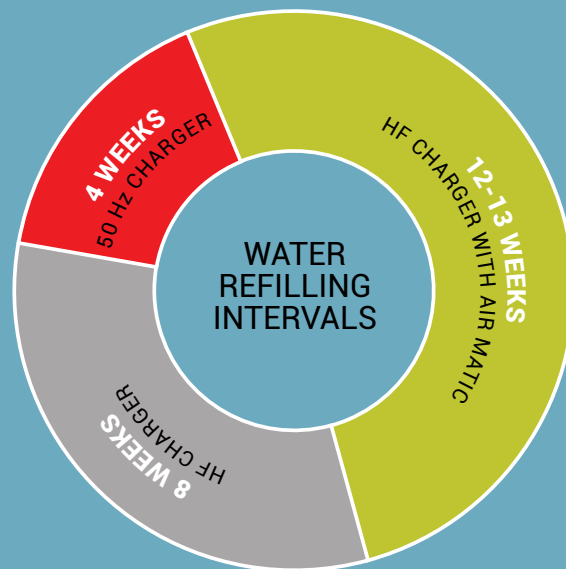 4 WEEKS
50 Hz CHARGER
12-13 WEEKS
HF CHARGER WITH AIR MATIC
WATER
REFILLING
INTERVALS
8 WEEEKS
HF CHARGER